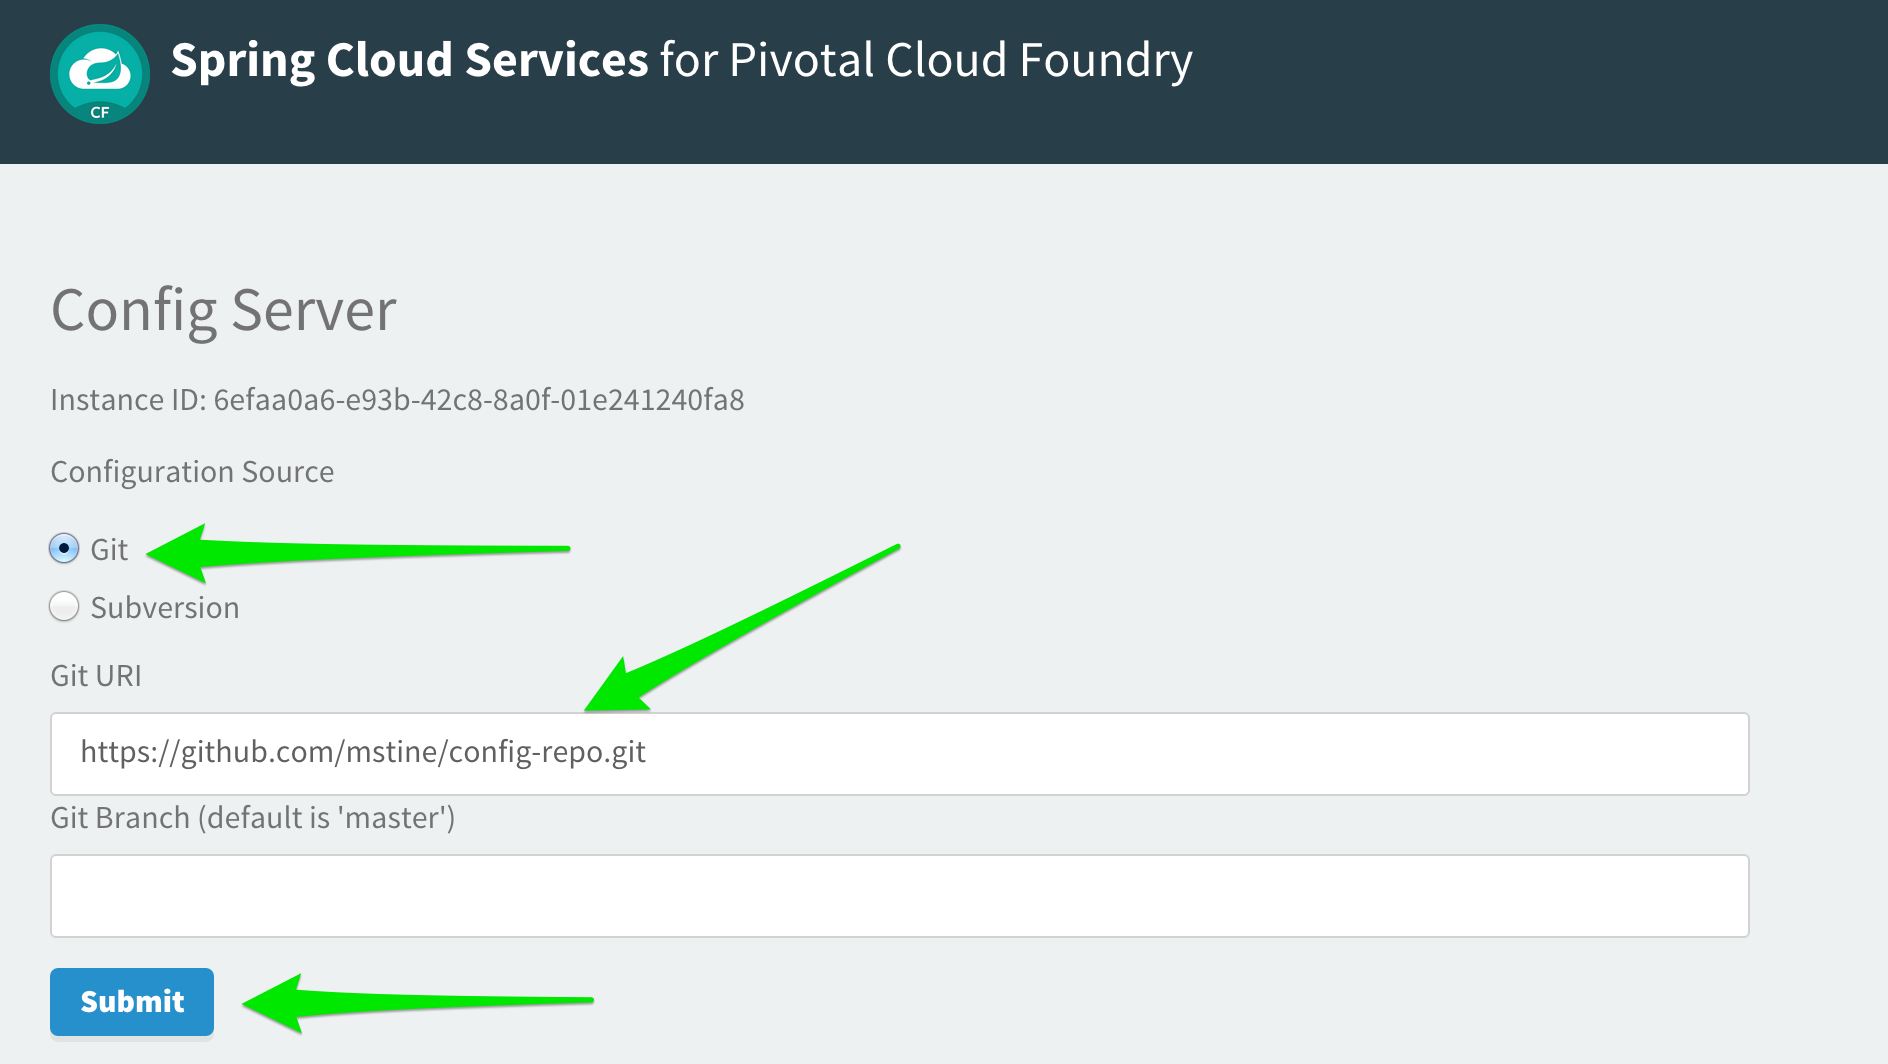 CF
Spring Cloud Services for Pivotal Cloud Foundry
Config Server
Instance ID: 6efaa0a6-e93b-42c8-8a0f-01e241240fa8
Configuration Source
Git
Subversion
Git URI
https://github.com/mstine/config-repo.git
Git Branch (default is 'master')
Submit